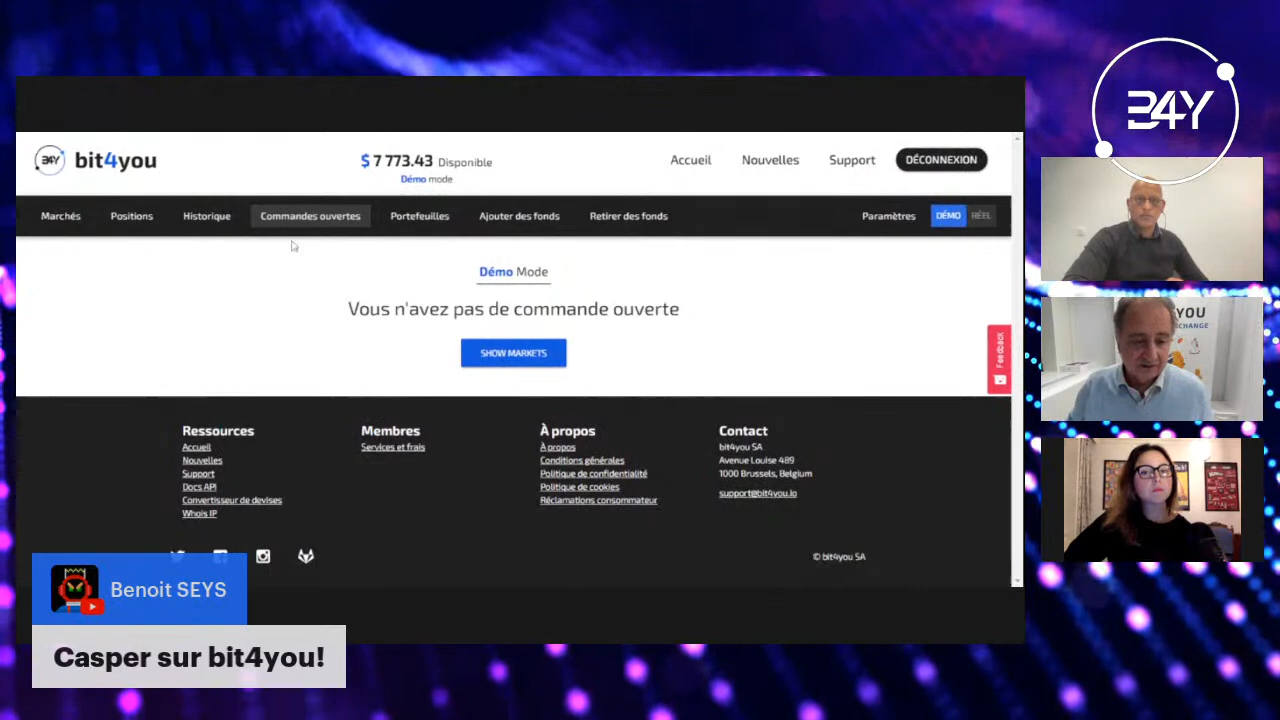 B4Y
B4Y bit4you
$ 7 773.43 Disponible
Démo mode
Accueil Nouvelles Support DÉCONNEXION
Marchés Positions Historique Commandes ouvertes Portefeuilles Ajouter des fonds Retirer des fonds Paramètres DÉMO RÉEL
Démo Mode
Vous n'avez pas de commande ouverte
SHOW MARKETS
Feedback
YOU
CHANGE
Ressources
Accueil
Nouvelles
Support
Docs API
Convertisseur de devises
Whois IP
Membres
Services et frais
À propos
À propos
Conditions générales
Politique de confidentialité
Politique de cookies
Réclamations consommateur
Contact
bit4you SA
Avenue Louise 489
1000 Brussels, Belgium
support@bit4you.io
© bit4you SA
Benoit SEYS
Casper sur bit4you!